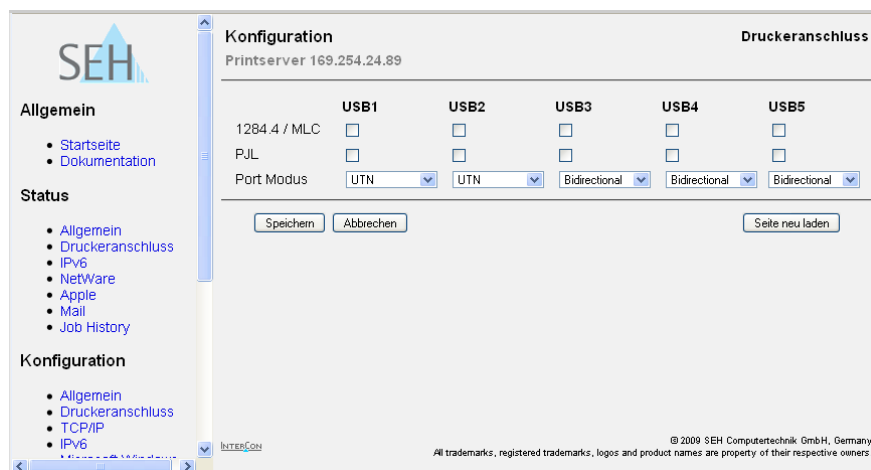 SEH
Allgemein
Startseite
Dokumentation
Status
Allgemein
Druckeranschluss
IPv6
NetWare
Apple
Mail
Job History
Konfiguration
Allgemein
Druckeranschluss
TCP/IP
IPv6
Microsoft Windows
Konfiguration Druckeranschluss
Printserver 169.254.24.89
USB1 USB2 USB3 USB4 USB5
1284.4 / MLC
PJL
Port Modus UTN UTN Bidirectional Bidirectional Bidirectional
Speichern Abbrechen Seite neu laden
INTERCON
© 2009 SEH Computertechnik GmbH, Germany
All trademarks, registered trademarks, logos and product names are property of their respective owners